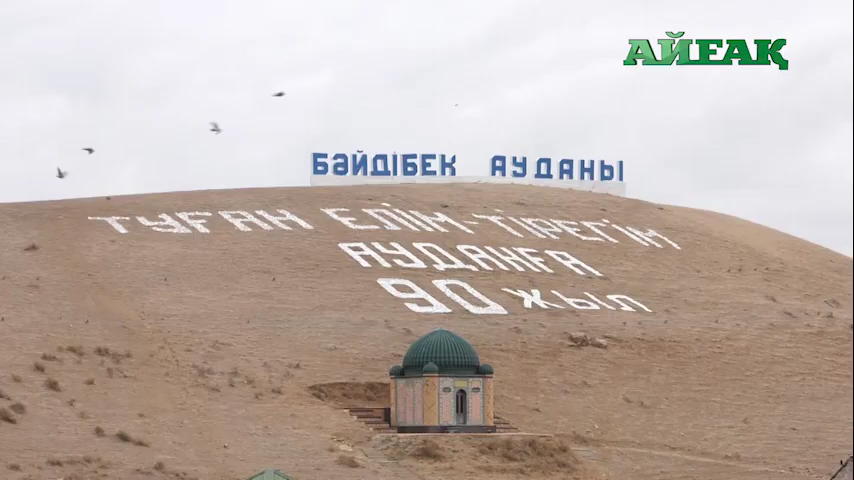 АЙҒАҚ
БӘЙДІБЕК АУДАНЫ
ТУҒАН ЕЛІМ-ТІРЕГІМ
АУДАНҒА
90 ЖЫЛ